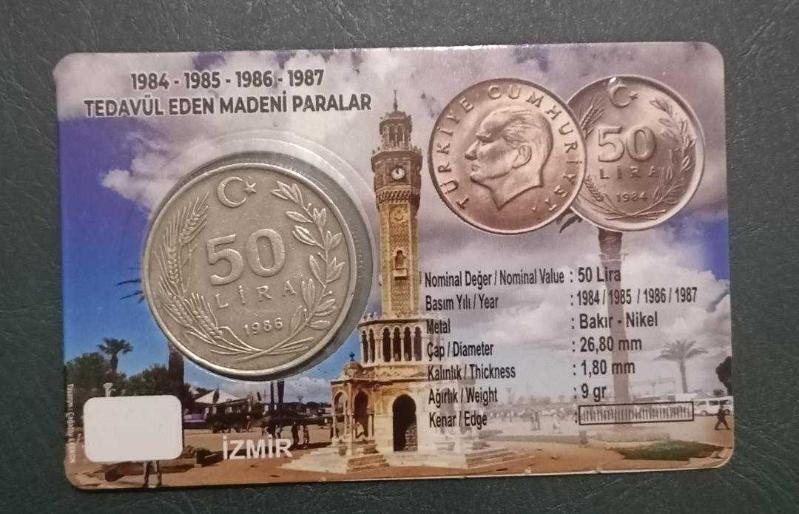 1984 - 1985 - 1986 - 1987
TEDAVÜL EDEN MADENİ PARALAR
50
LİRA
1986
TÜRKİYE CUMHURİYETİ
50
LİRA
1984
Nominal Değer / Nominal Value : 50 Lira
Basım Yılı / Year : 1984 / 1985 / 1986 / 1987
Metal : Bakır - Nikel
Çap / Diameter : 26,80 mm
Kalınlık / Thickness : 1,80 mm
Ağırlık / Weight : 9 gr
Kenar / Edge :
İZMİR